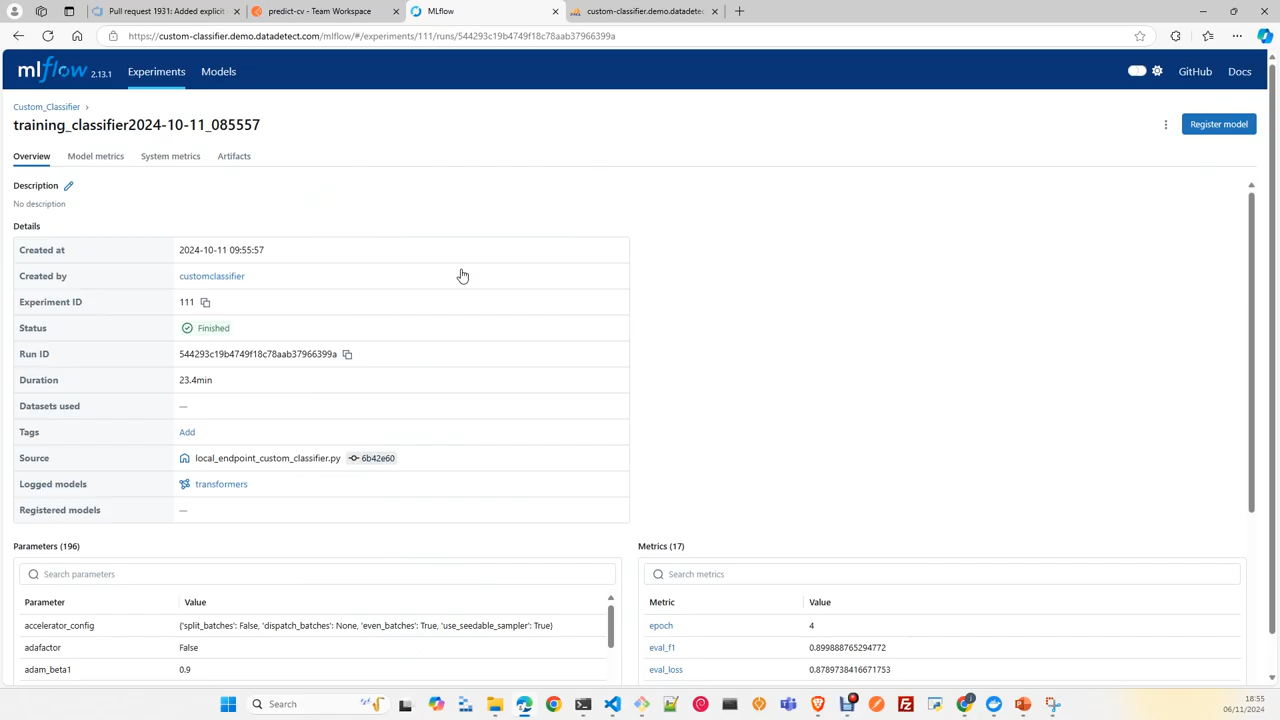 Pull request 1931: Added explicit
predict-cv - Team Workspace
MLflow
custom-classifier.demo.datadetect
https://custom-classifier.demo.datadetect.com/mlflow/#/experiments/111/runs/544293c19b4749f18c78aab37966399a
mlflow 2.13.1
Experiments
Models
GitHub
Docs
Custom_Classifier
training_classifier2024-10-11_085557
Register model
Overview
Model metrics
System metrics
Artifacts
Description
No description
Details
Created at 2024-10-11 09:55:57
Created by customclassifier
Experiment ID 111
Status Finished
Run ID 544293c19b4749f18c78aab37966399a
Duration 23.4min
Datasets used —
Tags Add
Source local_endpoint_custom_classifier.py 6b42e60
Logged models transformers
Registered models —
Parameters (196)
Search parameters
Parameter Value
accelerator_config {'split_batches': False, 'dispatch_batches': None, 'even_batches': True, 'use_seedable_sampler': True}
adafactor False
adam_beta1 0.9
Metrics (17)
Search metrics
Metric Value
epoch 4
eval_f1 0.899888765294772
eval_loss 0.8789738416671753
Search
18:55
06/11/2024